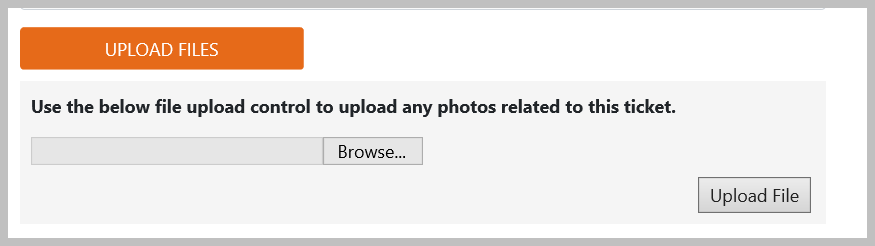 UPLOAD FILES
Use the below file upload control to upload any photos related to this ticket.
Browse...
Upload File